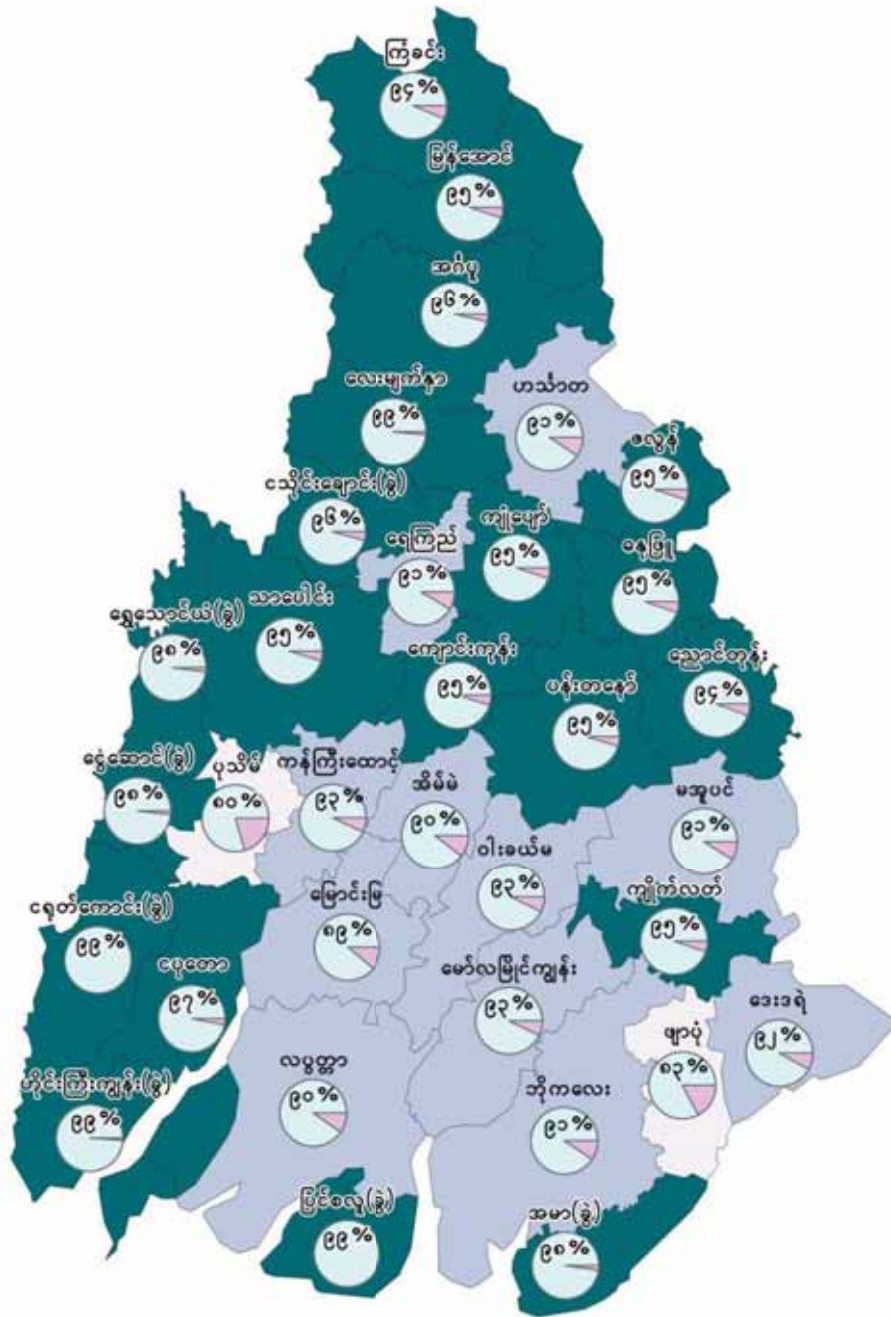 ကြံခင်း
၉၄%
မြန်အောင်
၉၅%
အင်္ဂပူ
၉၆%
လေးမျက်နှာ
၉၉%
ဟင်္သာတ
၉၁%
ဇလွန်
၉၅%
ငသိုင်းချောင်း(ခွဲ)
၉၆%
ရေကြည်
၉၁%
ကျုံပျော်
၉၅%
ဓနုဖြူ
၉၅%
ရွှေသောင်ယံ(ခွဲ)
၉၈%
သာပေါင်း
၉၅%
ကျောင်းကုန်း
၉၅%
ပန်းတနော်
၉၅%
ညောင်တုန်း
၉၄%
ငွေဆောင်(ခွဲ)
၉၈%
ပုသိမ်
၈၀%
ကန်ကြီးထောင့်
၉၃%
အိမ်မဲ
၉၀%
ဝါးခယ်မ
၉၃%
မအူပင်
၉၁%
ကျိုက်လတ်
၉၅%
ငရုတ်ကောင်း(ခွဲ)
၉၉%
မြောင်းမြ
၈၉%
ငပုတော
၉၇%
မော်လမြိုင်ကျွန်း
၉၃%
ဖျာပုံ
၈၃%
ဒေးဒရဲ
၉၂%
ဟိုင်းကြီးကျွန်း(ခွဲ)
၉၉%
လပွတ္တာ
၉၀%
ဘိုကလေး
၉၁%
ပြင်စလူ(ခွဲ)
၉၉%
အမာ(ခွဲ)
၉၈%